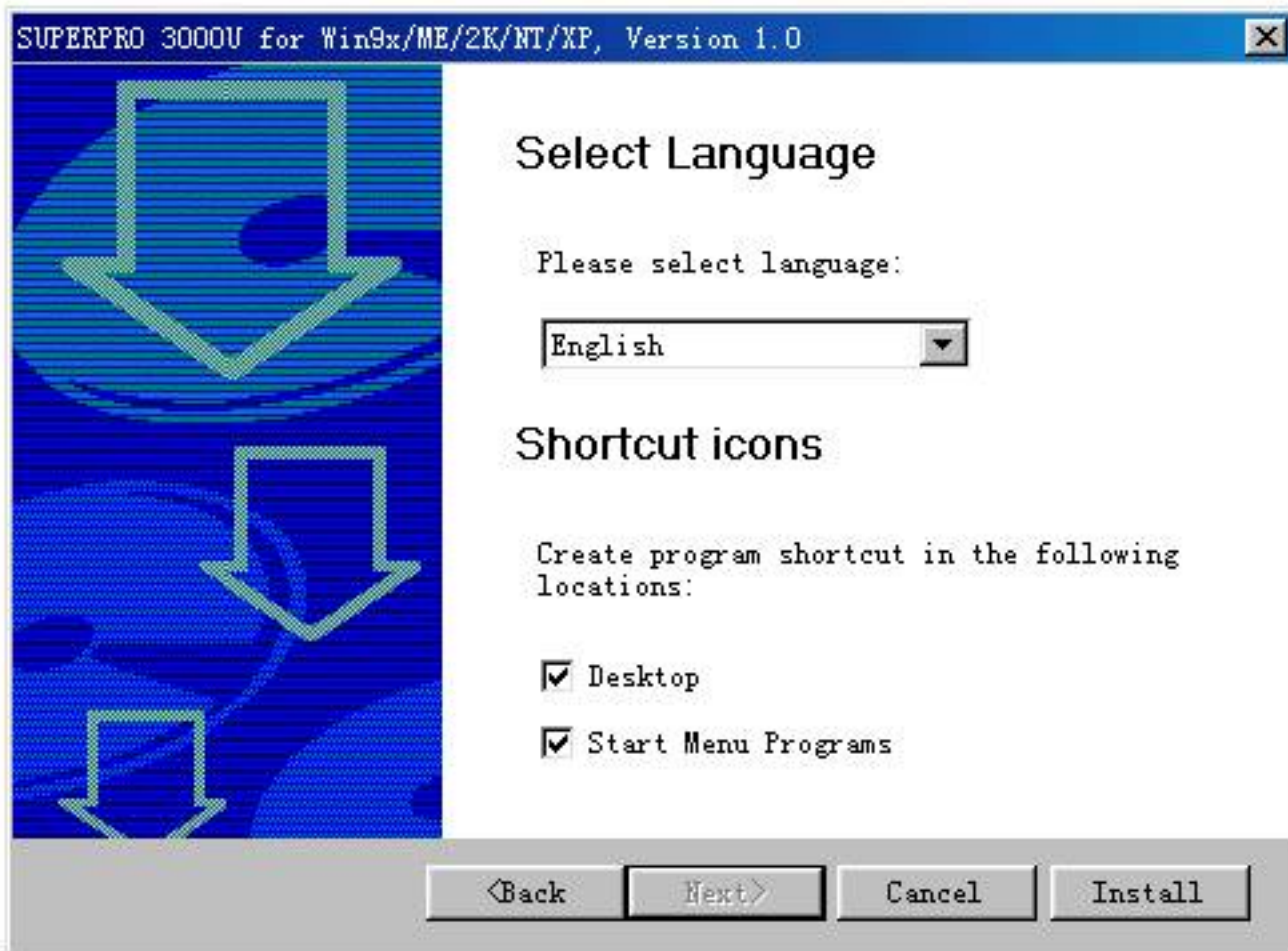 SUPERPRO 3000U for Win9x/ME/2K/NT/XP, Version 1.0
Select Language
Please select language:
English
Shortcut icons
Create program shortcut in the following
locations:
Desktop
Start Menu Programs
<Back
Next>
Cancel
Install